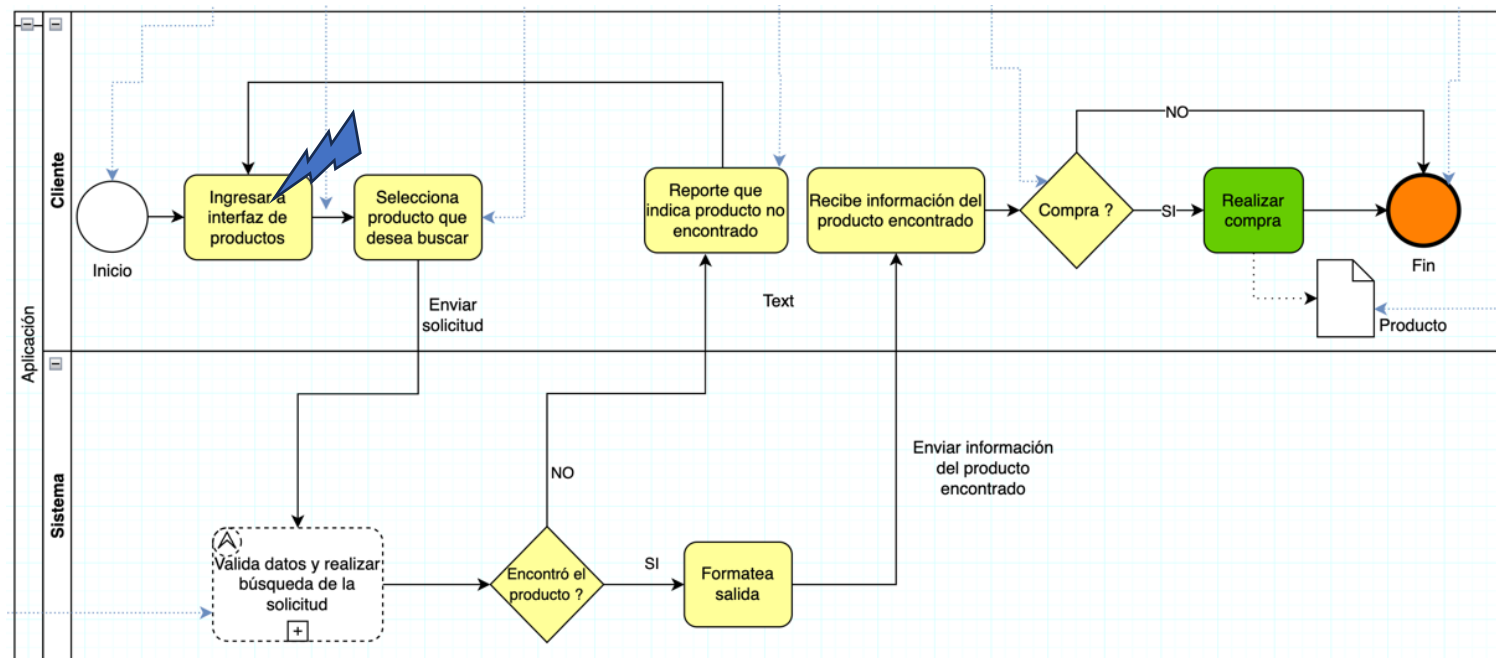 Aplicación
Cliente
Inicio
Ingresar a
interfaz de
productos
Selecciona
producto que
desea buscar
Enviar
solicitud
Reporte que
indica producto no
encontrado
Text
Recibe información del
producto encontrado
Compra ?
NO
SI
Realizar
compra
Fin
Producto
Sistema
Valida datos y realizar
búsqueda de la
solicitud
Encontró el
producto ?
NO
SI
Formatea
salida
Enviar información
del producto
encontrado